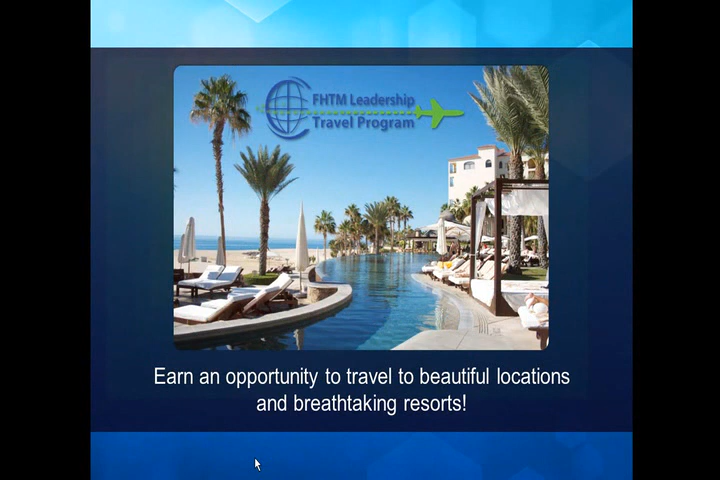 FHTM Leadership
Travel Program
Earn an opportunity to travel to beautiful locations
and breathtaking resorts!